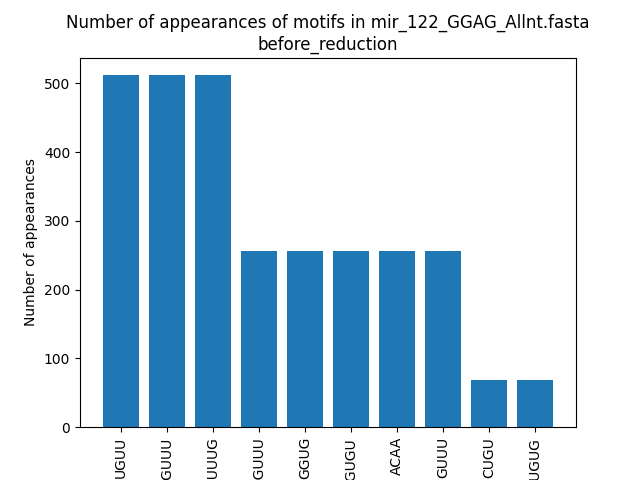 Number of appearances of motifs in mir_122_GGAG_Allnt.fasta
before_reduction
Number of appearances
500
400
300
200
100
0
UGUU
GUUU
UUUG
GUUU
GGUG
GUGU
ACAA
GUUU
CUGU
UGUG